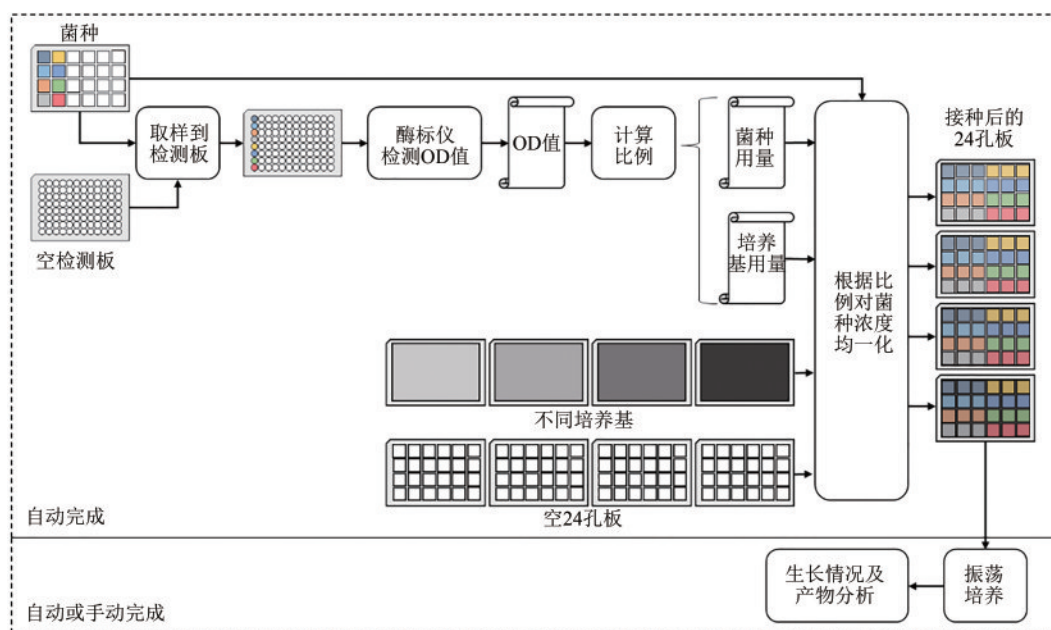 菌种
取样到
检测板
空检测板
酶标仪
检测OD值
OD值
计算
比例
菌种
用量
培养
基用量
不同培养基
空24孔板
根据比
例对菌
种浓度
均一化
接种后的
24孔板
自动完成
振荡
培养
生长情况及
产物分析
自动或手动完成